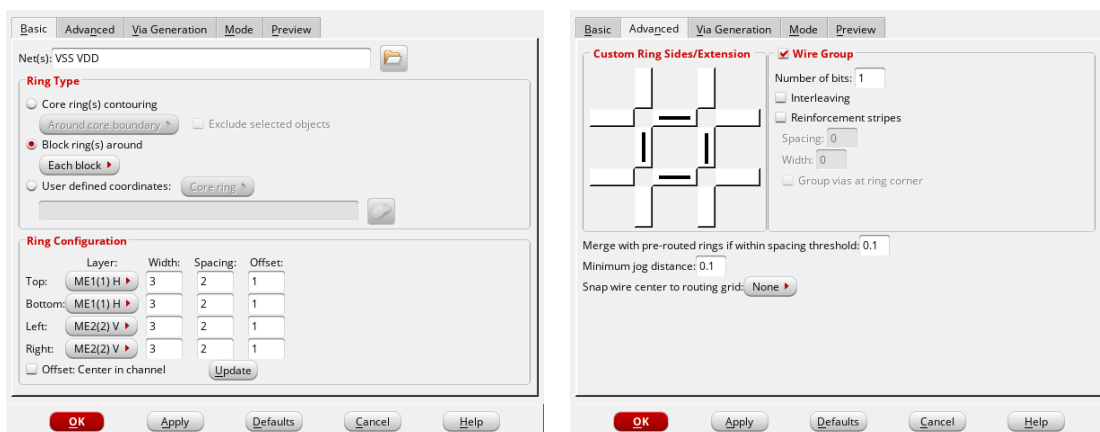 Basic Advanced Via Generation Mode Preview
Net(s): VSS VDD
Ring Type
Core ring(s) contouring
Around core boundary Exclude selected objects
Block ring(s) around
Each block
User defined coordinates: Core ring
Ring Configuration
Layer: Width: Spacing: Offset:
Top: ME1(1) H 3 2 1
Bottom: ME1(1) H 3 2 1
Left: ME2(2) V 3 2 1
Right: ME2(2) V 3 2 1
Offset: Center in channel Update
OK Apply Defaults Cancel Help
Basic Advanced Via Generation Mode Preview
Custom Ring Sides/Extension
Wire Group
Number of bits: 1
Interleaving
Reinforcement stripes
Spacing: 0
Width: 0
Group vias at ring corner
Merge with pre-routed rings if within spacing threshold: 0.1
Minimum jog distance: 0.1
Snap wire center to routing grid: None
OK Apply Defaults Cancel Help